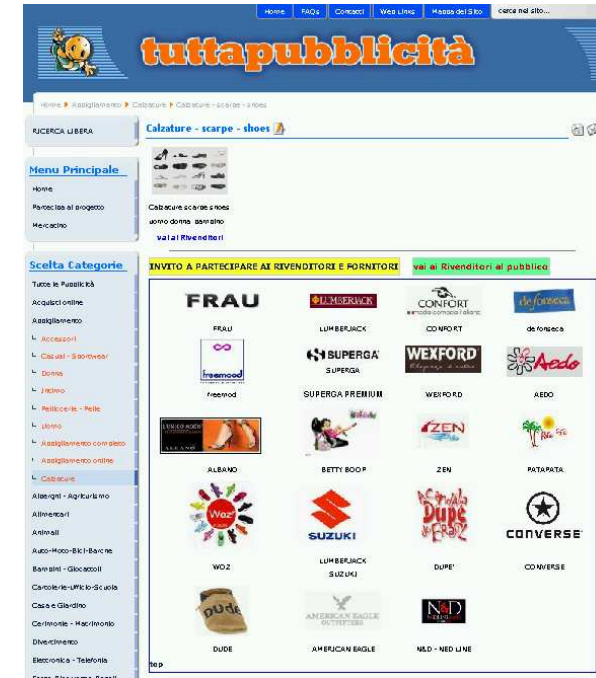 Home FAQs Contatti Web Links Mappa del Sito cerca nel sito...
tuttapubblicità
Home Abbigliamento Calzature Calzature - scarpe - shoes
RICERCA LIBERA
Calzature - scarpe - shoes
Menu Principale
Home
Partecipa al progetto
Mercatino
Calzature scarpe shoes
uomo donna bambino
vai ai Rivenditori
Scelta Categorie
Tutte le Pubblicità
Acquisti online
Abbigliamento
Accessori
Casual - Sportwear
Donna
Intimo
Pelliccerie - Pelle
Uomo
Abbigliamento completo
Abbigliamento online
Calzature
Alberghi - Agriturismo
Alimentari
Animali
Auto-Moto-Bici-Barche
Bambini - Giocattoli
Cartolerie-Ufficio-Scuola
Casa e Giardino
Cerimonie - Matrimonio
Divertimento
Elettronica - Telefonia
INVITO A PARTECIPARE AI RIVENDITORI E FORNITORI vai ai Rivenditori al pubblico
FRAU LUMBERJACK CONFORT defonseca
FRAU LUMBERJACK CONFORT de fonseca
freemood SUPERGA WEXFORD Aedo
SUPERGA
freemod SUPERGA PREMIUM WEXFORD AEDO
ALBANO ZEN
ALBANO BETTY BOOP ZEN PATAPATA
Woz? SUZUKI Dupé CONVERSE
WOZ LUMBERJACK SUZUKI DUPE' CONVERSE
DUDE AMERICAN EAGLE OUTFITTERS N&D
DUDE AMERICAN EAGLE N&D - NED LINE
top